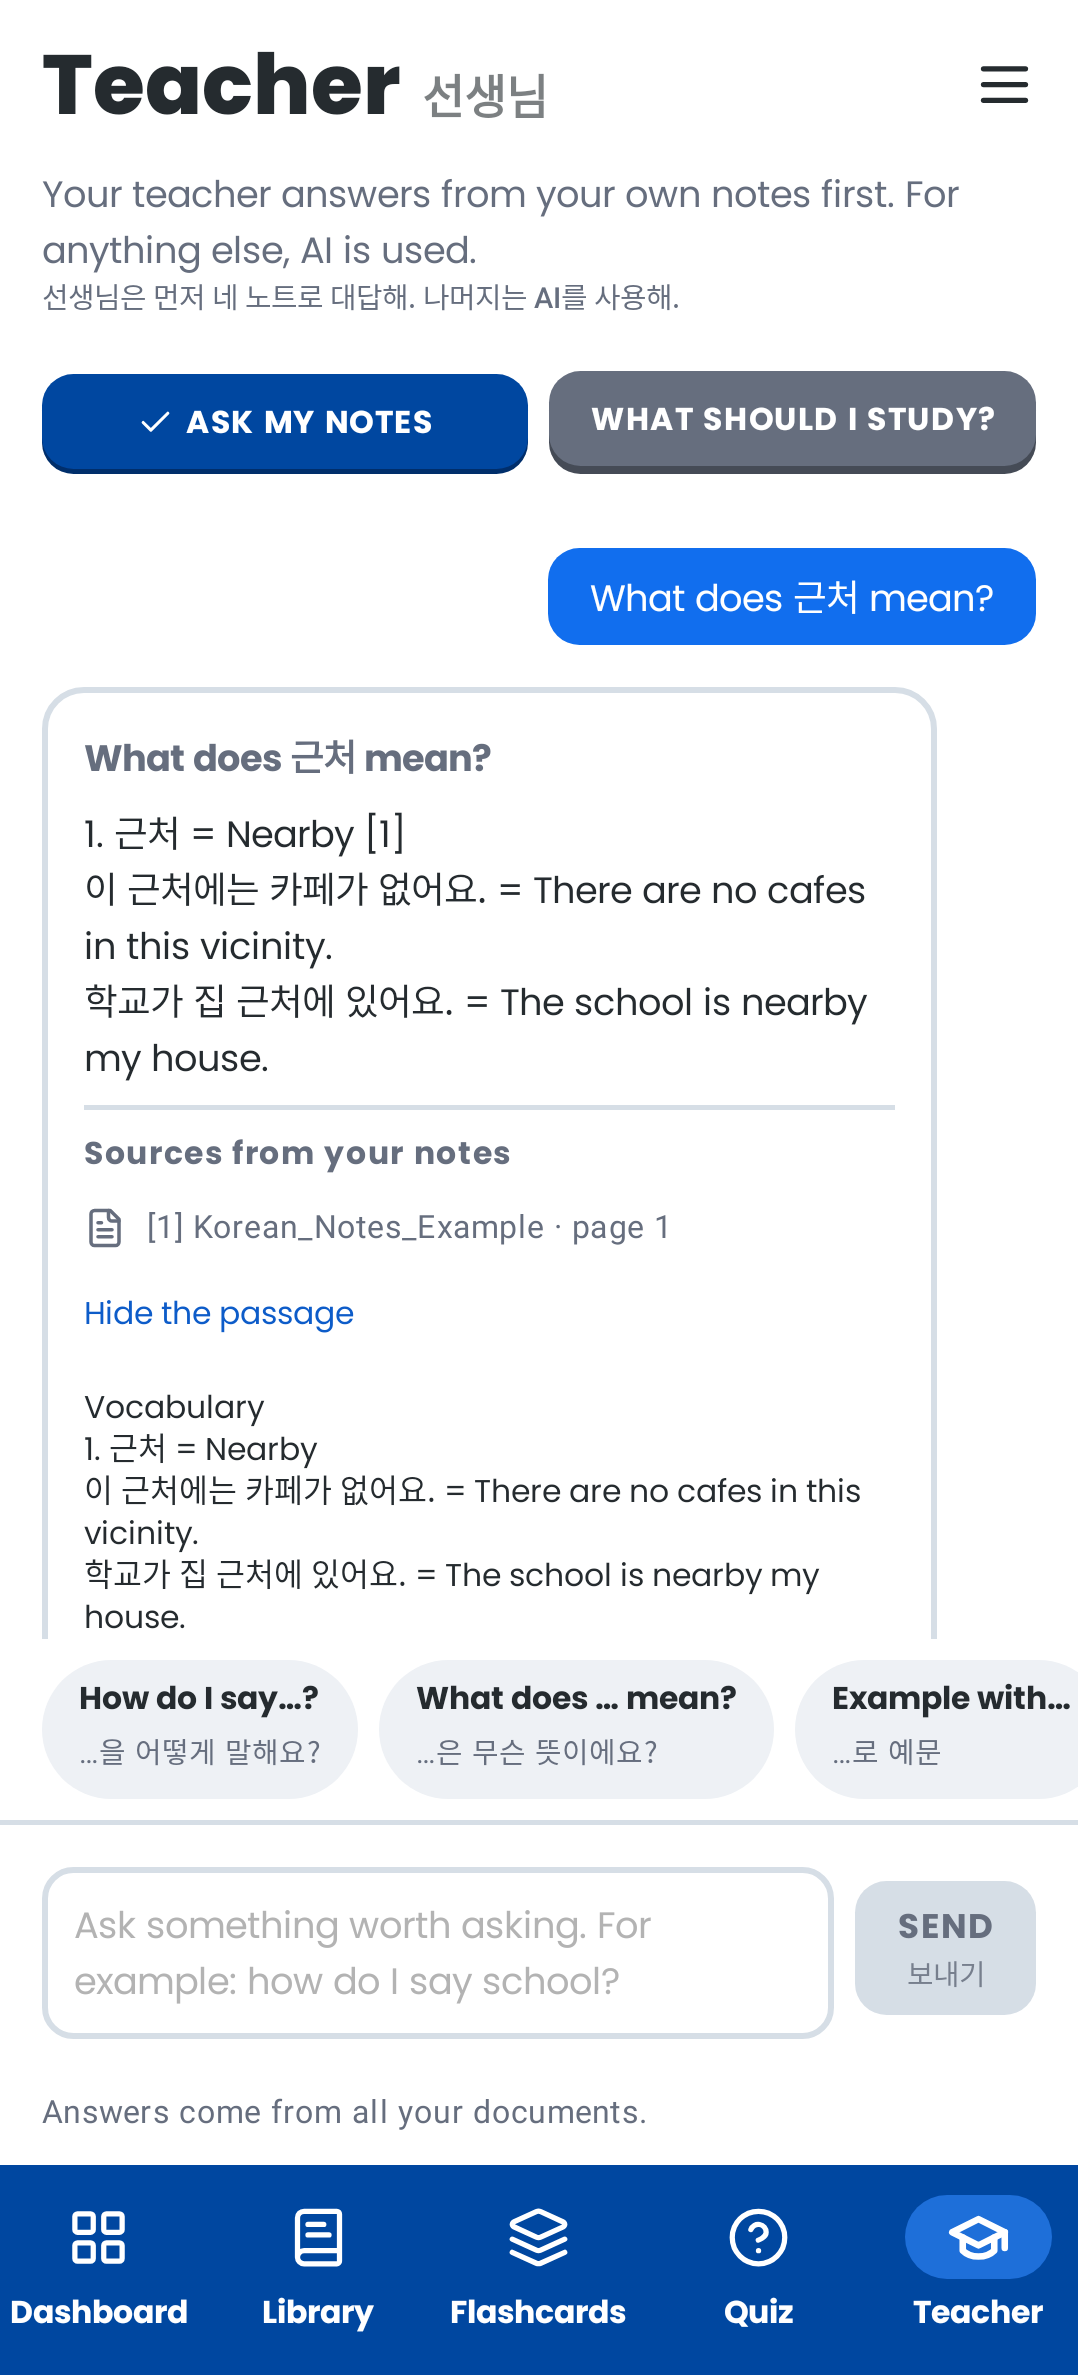 Teacher 선생님
Your teacher answers from your own notes first. For
anything else, AI is used.
선생님은 먼저 네 노트로 대답해. 나머지는 AI를 사용해.
ASK MY NOTES
WHAT SHOULD I STUDY?
What does 근처 mean?
What does 근처 mean?
1. 근처 = Nearby [1]
이 근처에는 카페가 없어요. = There are no cafes
in this vicinity.
학교가 집 근처에 있어요. = The school is nearby
my house.
Sources from your notes
[1] Korean_Notes_Example · page 1
Hide the passage
Vocabulary
1. 근처 = Nearby
이 근처에는 카페가 없어요. = There are no cafes in this
vicinity.
학교가 집 근처에 있어요. = The school is nearby my
house.
How do I say...?
...을 어떻게 말해요?
What does ... mean?
...은 무슨 뜻이에요?
Example with...
...로 예문
Ask something worth asking. For
example: how do I say school?
SEND
보내기
Answers come from all your documents.
Dashboard
Library
Flashcards
Quiz
Teacher